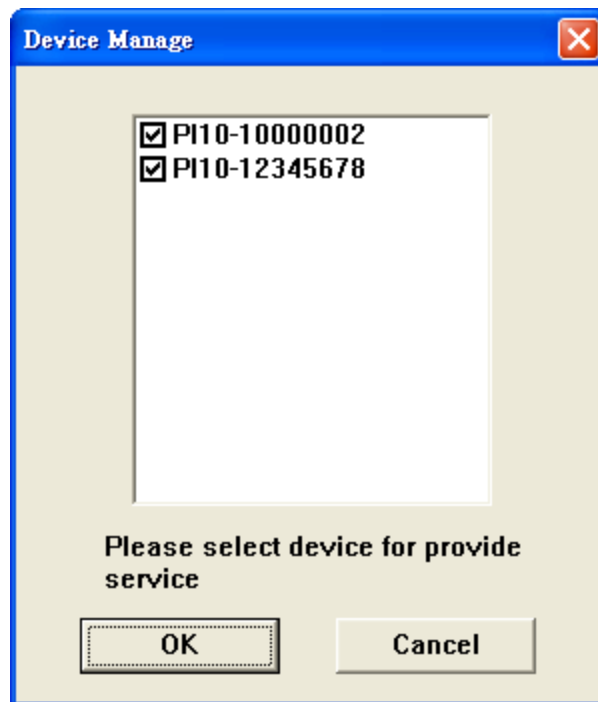 Device Manage
PI10-10000002
PI10-12345678
Please select device for provide
service
OK
Cancel